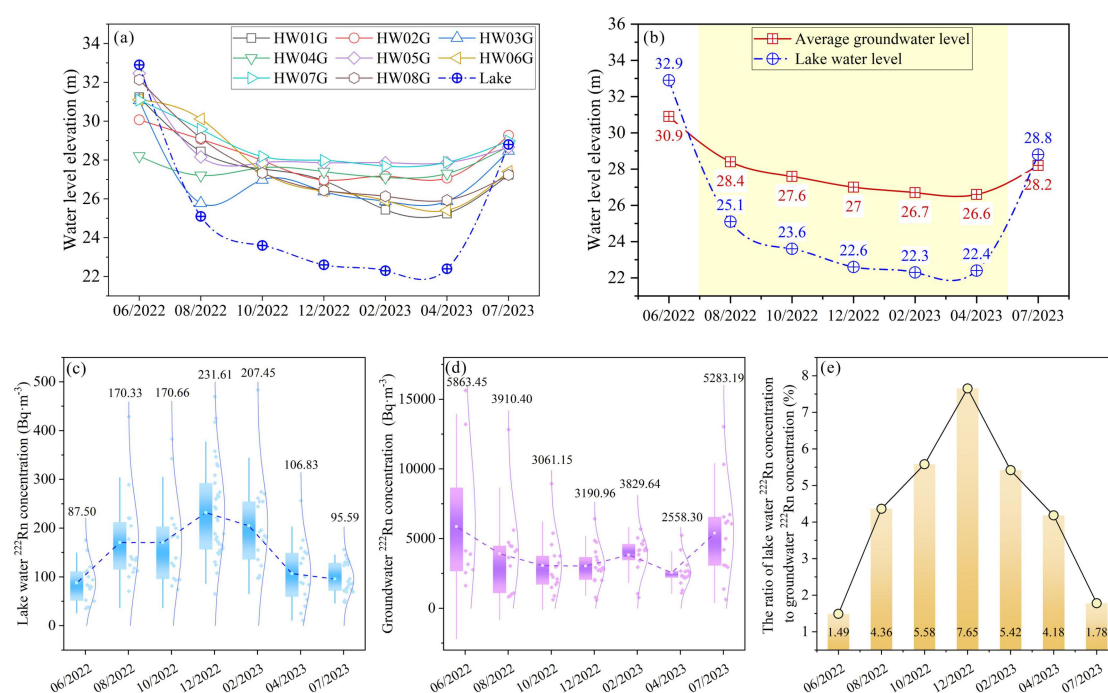 (a)
HW01G HW02G HW03G
HW04G HW05G HW06G
HW07G HW08G Lake
Water level elevation (m)
34
32
30
28
26
24
22
06/2022 08/2022 10/2022 12/2022 02/2023 04/2023 07/2023
(b)
Average groundwater level
Lake water level
Water level elevation (m)
36
34
32
30
28
26
24
22
32.9
30.9
28.4
27.6
27
26.7
26.6
28.2
28.8
25.1
23.6
22.6
22.3
22.4
06/2022 08/2022 10/2022 12/2022 02/2023 04/2023 07/2023
(c)
Lake water ²²²Rn concentration (Bq·m⁻³)
500
400
300
200
100
0
87.50
170.33
170.66
231.61
207.45
106.83
95.59
06/2022 08/2022 10/2022 12/2022 02/2023 04/2023 07/2023
(d)
Groundwater ²²²Rn concentration (Bq·m⁻³)
15000
10000
5000
0
5863.45
3910.40
3061.15
3190.96
3829.64
2558.30
5283.19
06/2022 08/2022 10/2022 12/2022 02/2023 04/2023 07/2023
(e)
The ratio of lake water ²²²Rn concentration
to groundwater ²²²Rn concentration (%)
8
7
6
5
4
3
2
1
1.49 4.36 5.58 7.65 5.42 4.18 1.78
06/2022 08/2022 10/2022 12/2022 02/2023 04/2023 07/2023